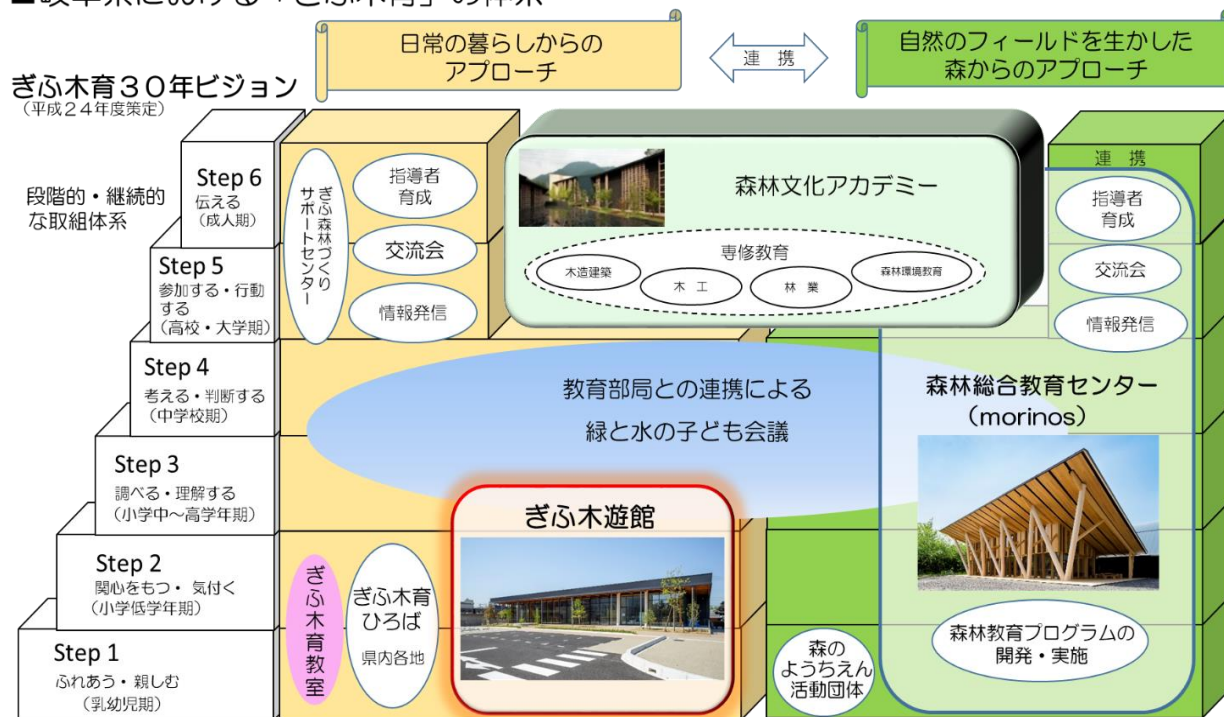 ■岐阜県における「ぎふ木育」の体系
日常の暮らしからの
アプローチ
連 携
自然のフィールドを生かした
森からのアプローチ
ぎふ木育30年ビジョン
(平成24年度策定)
段階的・継続的
な取組体系
Step 6
伝える
(成人期)
Step 5
参加する・行動
する
(高校・大学期)
Step 4
考える・判断する
(中学校期)
Step 3
調べる・理解する
(小学中~高学年期)
Step 2
関心をもつ・ 気付く
(小学低学年期)
Step 1
ふれあう・親しむ
(乳幼児期)
ぎふ森林づくり
サポートセンター
指導者
育成
交流会
情報発信
森林文化アカデミー
専修教育
木造建築
木 工
林 業
森林環境教育
連 携
指導者
育成
交流会
情報発信
教育部局との連携による
緑と水の子ども会議
森林総合教育センター
(morinos)
ぎふ木遊館
ぎふ木育教室
ぎふ木育
ひろば
県内各地
森の
ようちえん
活動団体
森林教育プログラムの
開発・実施